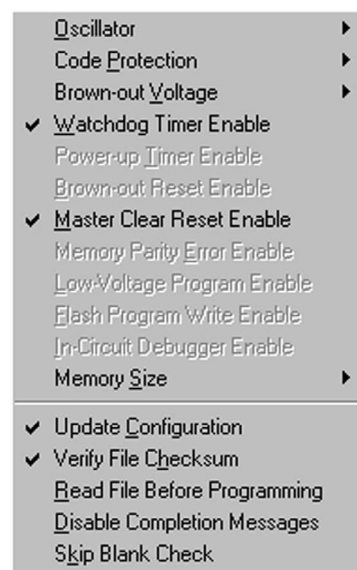 Oscillator
Code Protection
Brown-out Voltage
Watchdog Timer Enable
Power-up Timer Enable
Brown-out Reset Enable
Master Clear Reset Enable
Memory Parity Error Enable
Low-Voltage Program Enable
Flash Program Write Enable
In-Circuit Debugger Enable
Memory Size
Update Configuration
Verify File Checksum
Read File Before Programming
Disable Completion Messages
Skip Blank Check